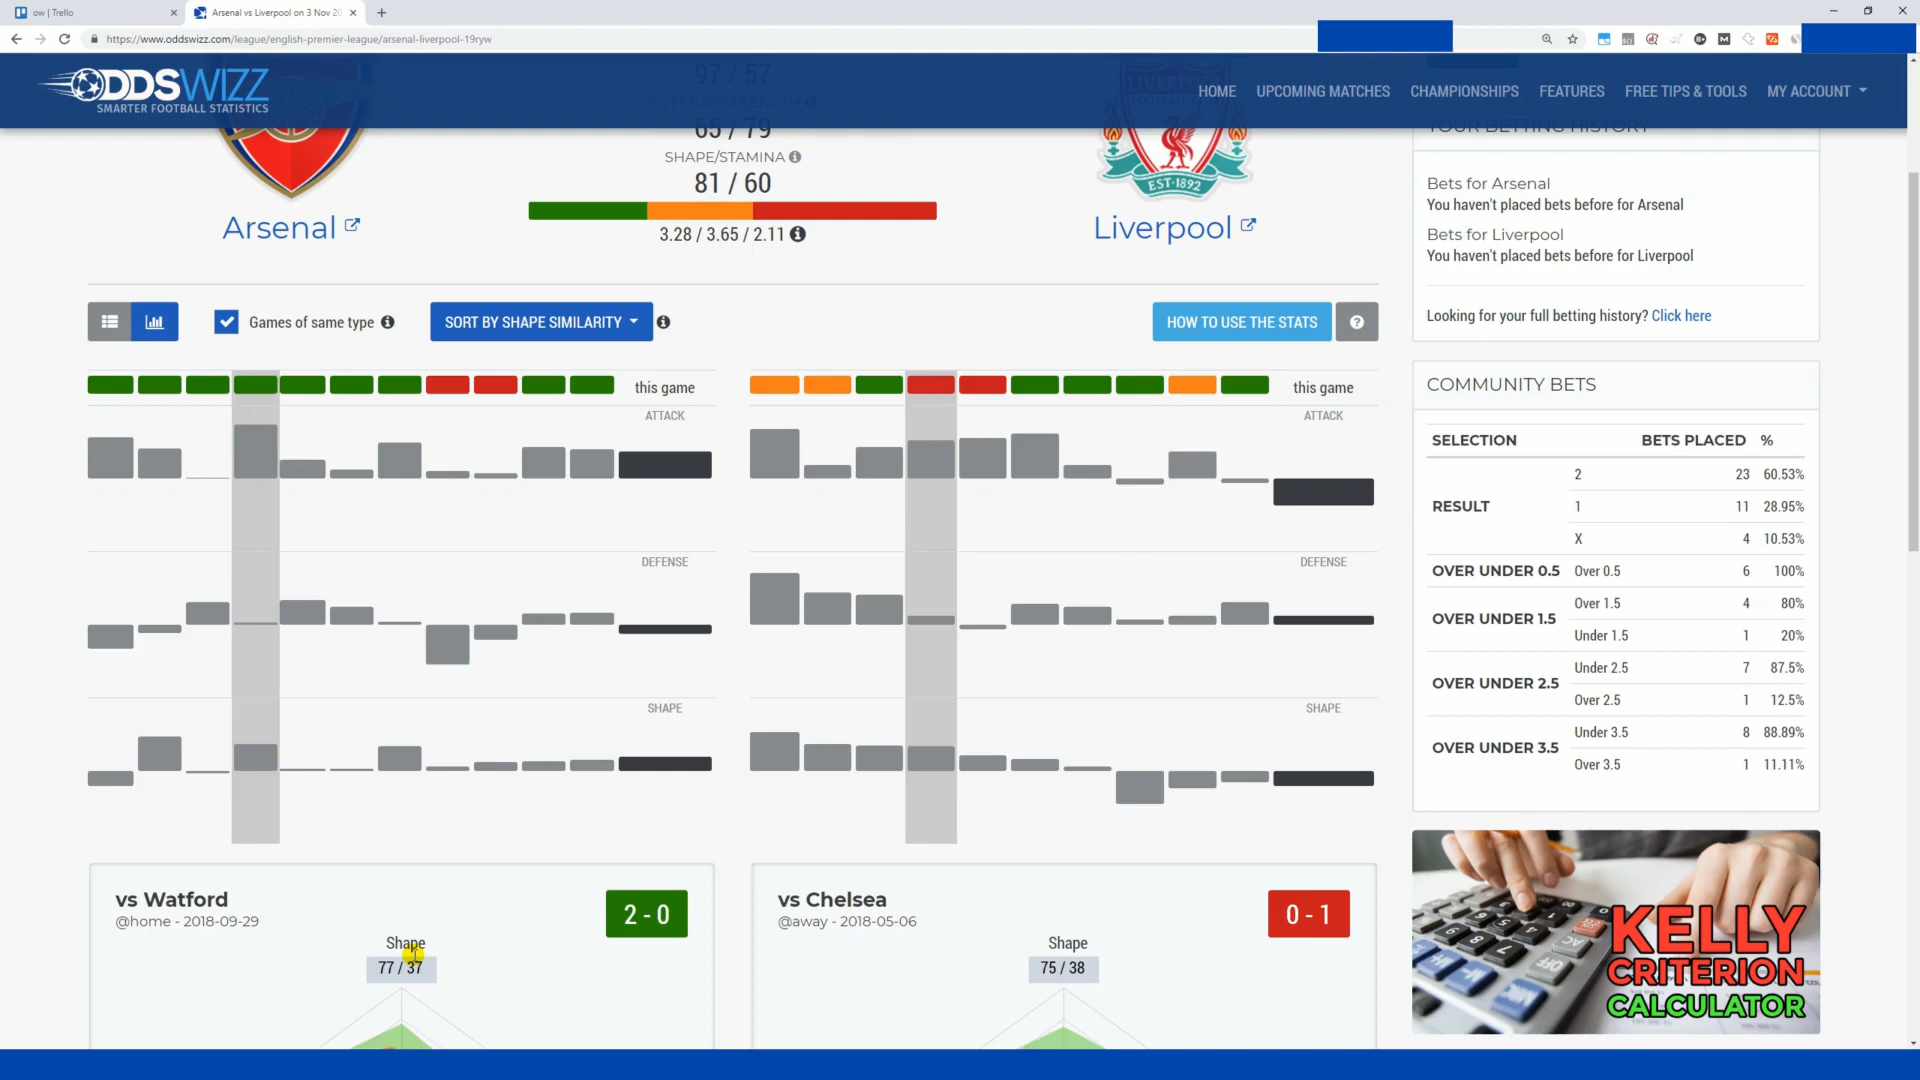 ow | Trello
Arsenal vs Liverpool on 3 Nov 20
https://www.oddswizz.com/league/english-premier-league/arsenal-liverpool-19ryw
ODDSWIZZ
SMARTER FOOTBALL STATISTICS
HOME
UPCOMING MATCHES
CHAMPIONSHIPS
FEATURES
FREE TIPS & TOOLS
MY ACCOUNT
97 / 57
DEFENSE STRENGTH
65 / 79
SHAPE/STAMINA
81 / 60
3.28 / 3.65 / 2.11
Arsenal
LIVERPOOL
EST·1892
Liverpool
YOUR BETTING HISTORY
Bets for Arsenal
You haven't placed bets before for Arsenal
Bets for Liverpool
You haven't placed bets before for Liverpool
Looking for your full betting history? Click here
Games of same type
SORT BY SHAPE SIMILARITY
HOW TO USE THE STATS
?
this game
ATTACK
DEFENSE
SHAPE
this game
ATTACK
DEFENSE
SHAPE
COMMUNITY BETS
SELECTION BETS PLACED %
RESULT
2 23 60.53%
1 11 28.95%
X 4 10.53%
OVER UNDER 0.5 Over 0.5 6 100%
OVER UNDER 1.5
Over 1.5 4 80%
Under 1.5 1 20%
OVER UNDER 2.5
Under 2.5 7 87.5%
Over 2.5 1 12.5%
OVER UNDER 3.5
Under 3.5 8 88.89%
Over 3.5 1 11.11%
vs Watford
@home - 2018-09-29
2 - 0
Shape
77 / 37
vs Chelsea
@away - 2018-05-06
0 - 1
Shape
75 / 38
KELLY
CRITERION
CALCULATOR